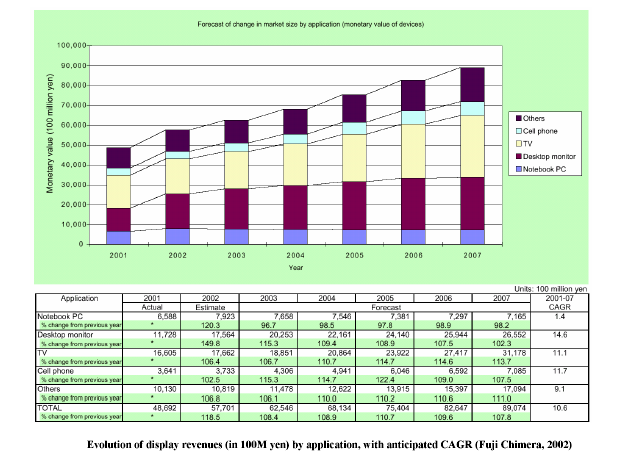 Forecast of change in market size by application (monetary value of devices)
Monetary value (100 million yen)
100,000
90,000
80,000
70,000
60,000
50,000
40,000
30,000
20,000
10,000
0
2001 2002 2003 2004 2005 2006 2007
Year
Others
Cell phone
TV
Desktop monitor
Notebook PC
Units: 100 million yen
Application 2001 2002 2003 2004 2005 2006 2007 2001-07
Actual Estimate Forecast CAGR
Notebook PC 6,588 7,923 7,658 7,546 7,381 7,297 7,165 1.4
% change from previous year * 120.3 96.7 98.5 97.8 98.9 98.2
Desktop monitor 11,728 17,564 20,253 22,161 24,140 25,944 26,552 14.6
% change from previous year * 149.8 115.3 109.4 108.9 107.5 102.3
TV 16,605 17,662 18,851 20,864 23,922 27,417 31,178 11.1
% change from previous year * 106.4 106.7 110.7 114.7 114.6 113.7
Cell phone 3,641 3,733 4,306 4,941 6,046 6,592 7,085 11.7
% change from previous year * 102.5 115.3 114.7 122.4 109.0 107.5
Others 10,130 10,819 11,478 12,622 13,915 15,397 17,094 9.1
% change from previous year * 106.8 106.1 110.0 110.2 110.6 111.0
TOTAL 48,692 57,701 62,546 68,134 75,404 82,647 89,074 10.6
% change from previous year * 118.5 108.4 108.9 110.7 109.6 107.8
Evolution of display revenues (in 100M yen) by application, with anticipated CAGR (Fuji Chimera, 2002)